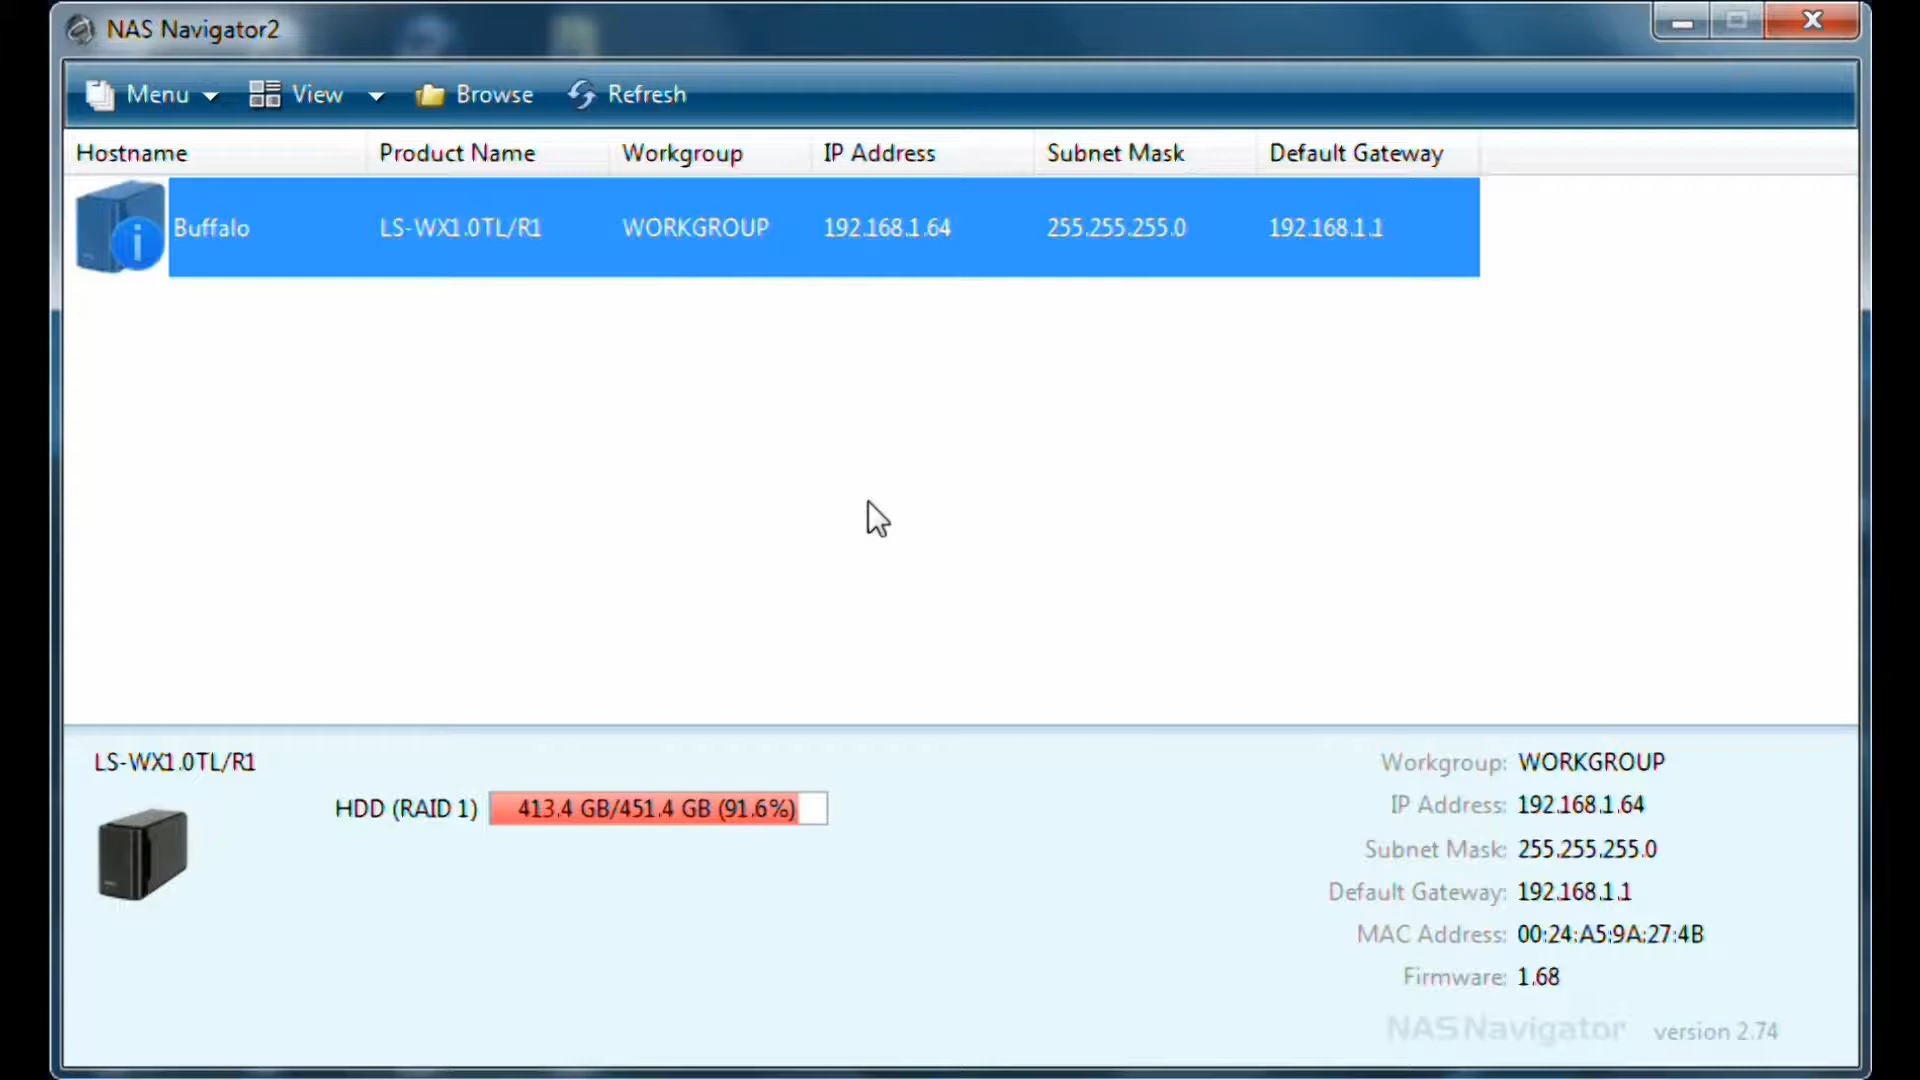 NAS Navigator2
Menu View Browse Refresh
Hostname Product Name Workgroup IP Address Subnet Mask Default Gateway
Buffalo LS-WX1.0TL/R1 WORKGROUP 192.168.1.64 255.255.255.0 192.168.1.1
LS-WX1.0TL/R1
HDD (RAID 1) 413.4 GB/451.4 GB (91.6%)
Workgroup: WORKGROUP
IP Address: 192.168.1.64
Subnet Mask: 255.255.255.0
Default Gateway: 192.168.1.1
MAC Address: 00:24:A5:9A:27:4B
Firmware: 1.68
NAS Navigator version 2.74